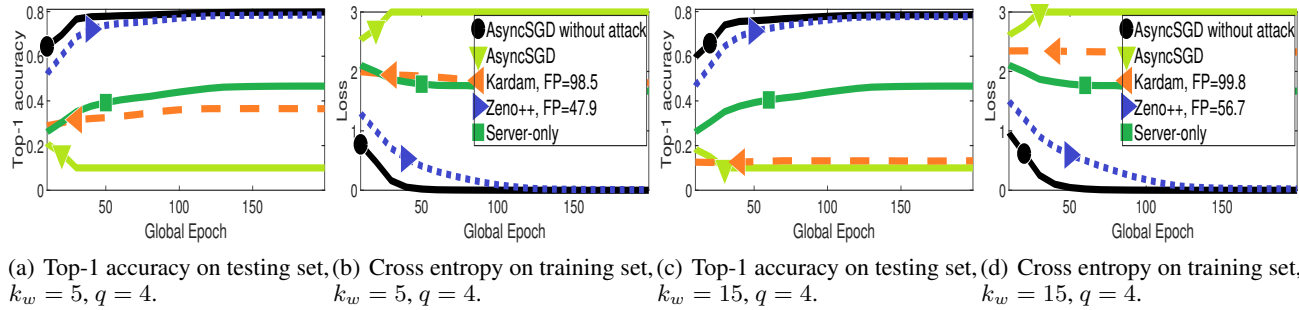 Top-1 accuracy
0.8
0.6
0.4
0.2
0
50
100
150
Global Epoch
Loss
3
2
1
0
50
100
150
Global Epoch
AsyncSGD without attack
AsyncSGD
Kardam, FP=98.5
Zeno++, FP=47.9
Server-only
Top-1 accuracy
0.8
0.6
0.4
0.2
0
50
100
150
Global Epoch
Loss
3
2
1
0
50
100
150
Global Epoch
AsyncSGD without attack
AsyncSGD
Kardam, FP=99.8
Zeno++, FP=56.7
Server-only
(a) Top-1 accuracy on testing set,
k_w = 5, q = 4.
(b) Cross entropy on training set,
k_w = 5, q = 4.
(c) Top-1 accuracy on testing set,
k_w = 15, q = 4.
(d) Cross entropy on training set,
k_w = 15, q = 4.